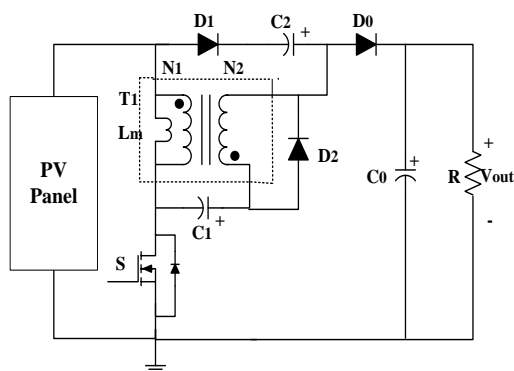 D1
C2
+
D0
N1
N2
T1
Lm
PV
Panel
D2
C1
+
C0
+
R
+
Vout
-
S